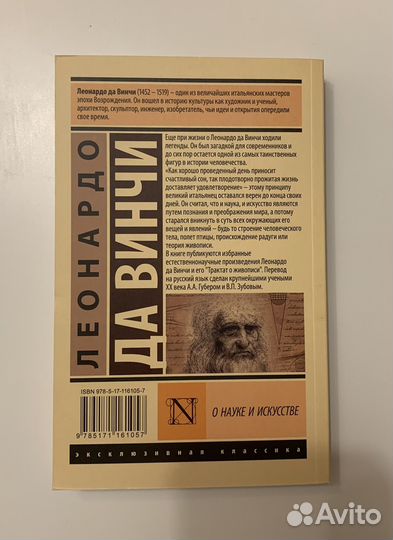 Леонардо да Винчи (1452 – 1519) – один из величайших итальянских мастеров
эпохи Возрождения. Он вошел в историю культуры как художник и ученый,
архитектор, скульптор, инженер, изобретатель, чьи идеи и открытия опередили
свое время.
ЛЕОНАРДО
ДА ВИНЧИ
Еще при жизни о Леонардо да Винчи ходили
легенды. Он был загадкой для современников и
до сих пор остается одной из самых таинственных
фигур в истории человечества.
«Как хорошо проведенный день приносит
счастливый сон, так плодотворно прожитая жизнь
доставляет удовлетворение» – этому принципу
великий итальянец оставался верен до конца своих
дней. Он считал, что и наука, и искусство являются
путем познания и преображения мира, а потому
старался вникнуть в суть всех окружающих его
вещей и явлений – будь то строение человеческого
тела, полет птицы, происхождение радуги или
теория живописи.
В книге публикуются избранные
естественнонаучные произведения Леонардо
да Винчи и его "Трактат о живописи". Перевод
на русский язык сделан крупнейшими учеными
XX века А.А. Губером и В.П. Зубовым.
ISBN 978-5-17-116105-7
9 785171 161057
N
О НАУКЕ И ИСКУССТВЕ
эксклюзивная классика
Avito